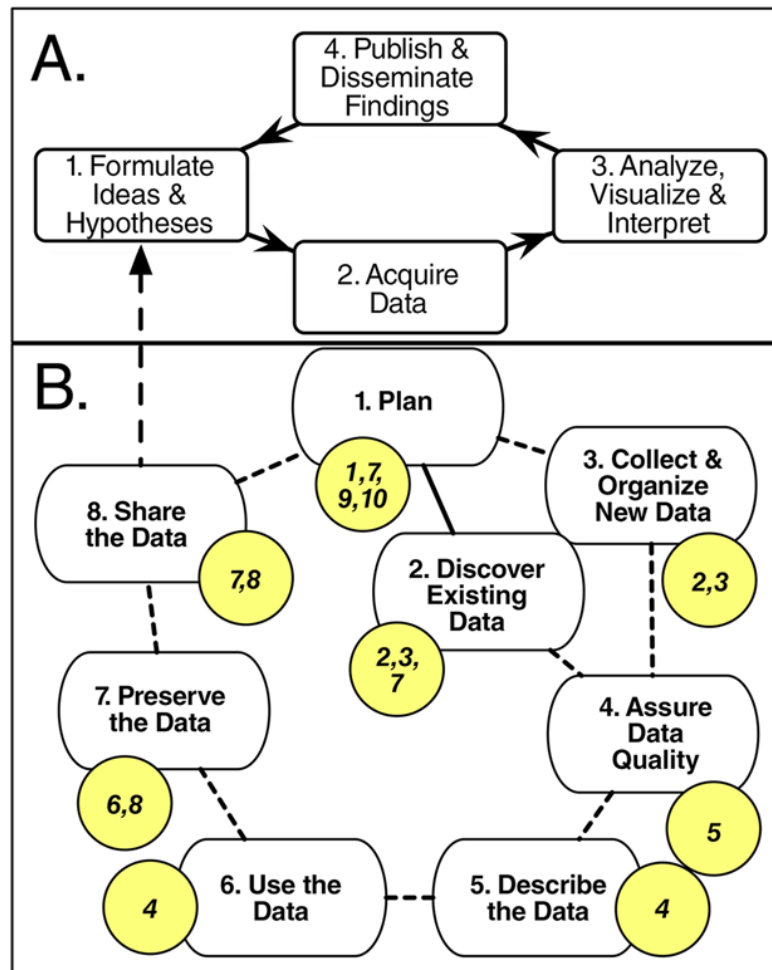 A.
4. Publish &
Disseminate
Findings
1. Formulate
Ideas &
Hypotheses
3. Analyze,
Visualize &
Interpret
2. Acquire
Data
B.
1. Plan
1,7,
9,10
3. Collect &
Organize
New Data
2,3
8. Share
the Data
7,8
2. Discover
Existing
Data
2,3,
7
7. Preserve
the Data
6,8
4. Assure
Data
Quality
5
6. Use the
Data
4
5. Describe
the Data
4